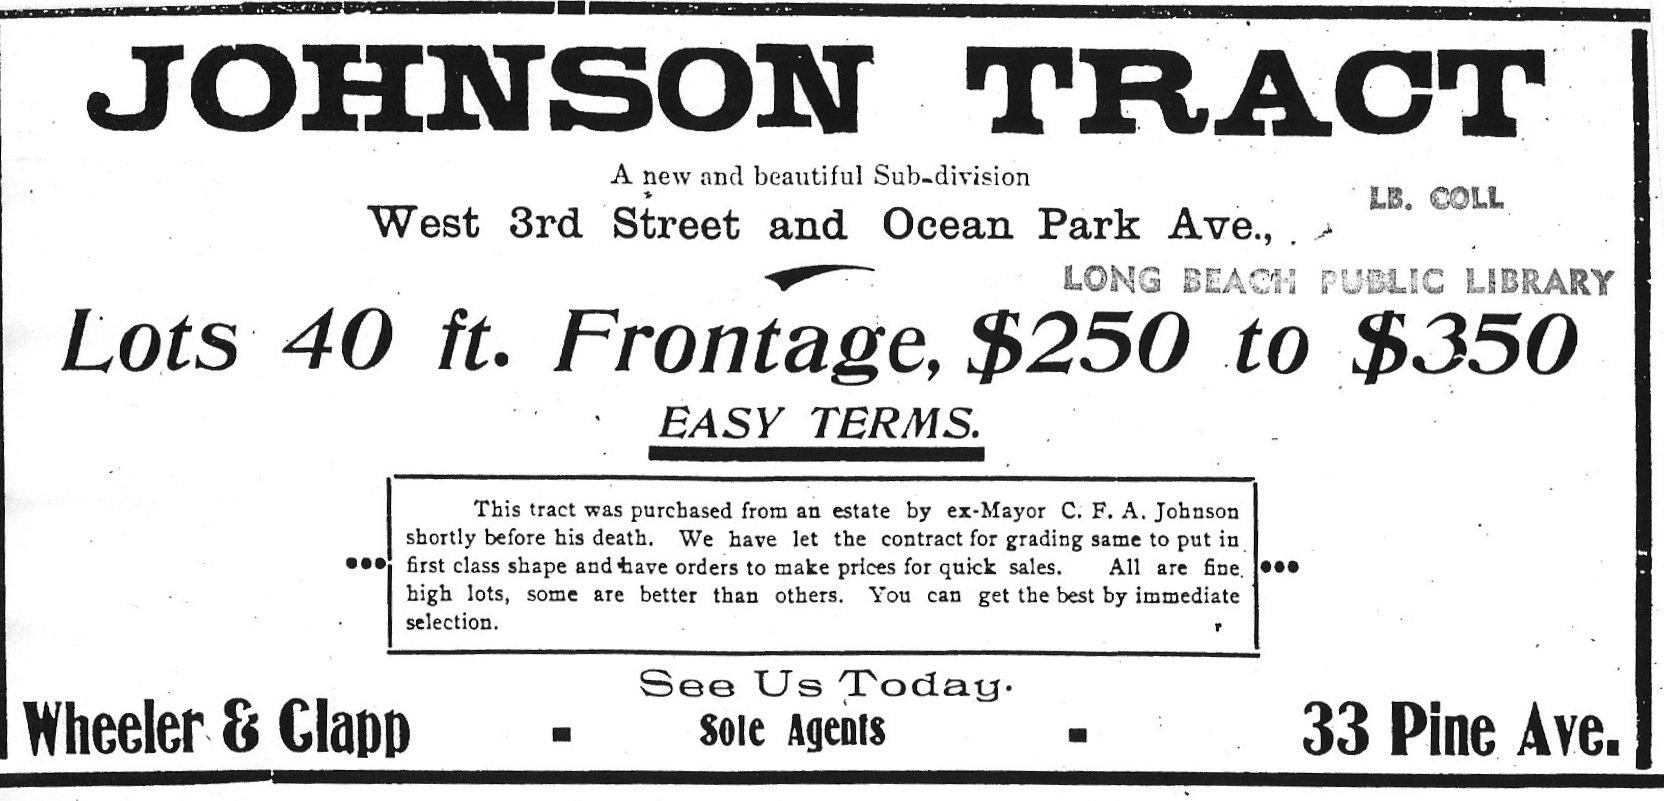 JOHNSON TRACT
A new and beautiful Sub-division
West 3rd Street and Ocean Park Ave.,
LB. COLL
LONG BEACH PUBLIC LIBRARY
Lots 40 ft. Frontage, $250 to $350
EASY TERMS.
This tract was purchased from an estate by ex-Mayor C. F. A. Johnson
shortly before his death. We have let the contract for grading same to put in
first class shape and have orders to make prices for quick sales. All are fine
high lots, some are better than others. You can get the best by immediate
selection.
See Us Today.
Wheeler & Clapp - Sole Agents - 33 Pine Ave.